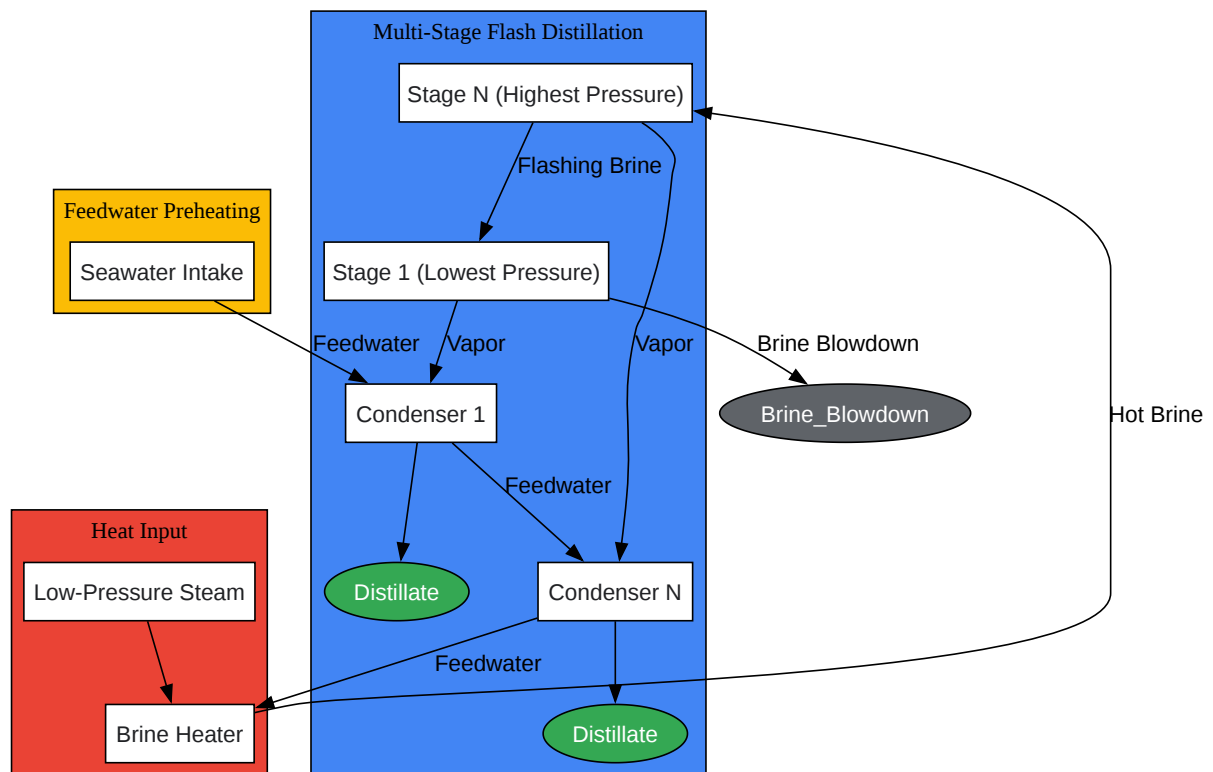 Multi-Stage Flash Distillation
Stage N (Highest Pressure)
Flashing Brine
Feedwater Preheating
Seawater Intake
Stage 1 (Lowest Pressure)
Feedwater
Vapor
Vapor
Brine Blowdown
Condenser 1
Brine_Blowdown
Hot Brine
Feedwater
Heat Input
Low-Pressure Steam
Distillate
Condenser N
Feedwater
Brine Heater
Distillate